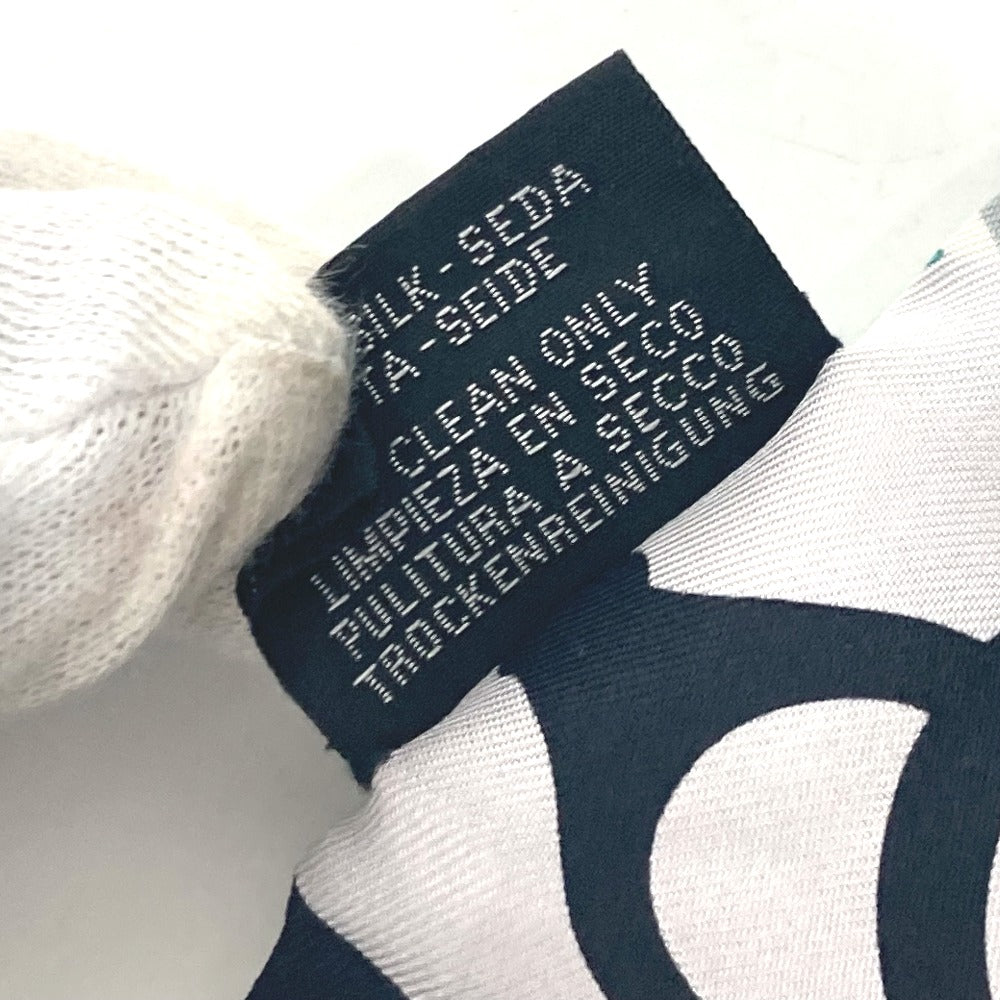 SILK-SEDA
TA-SEIDE
CLEAN ONLY
LIMPIEZA EN SECO
PULITURA A SECCO
TROCKENREINIGUNG